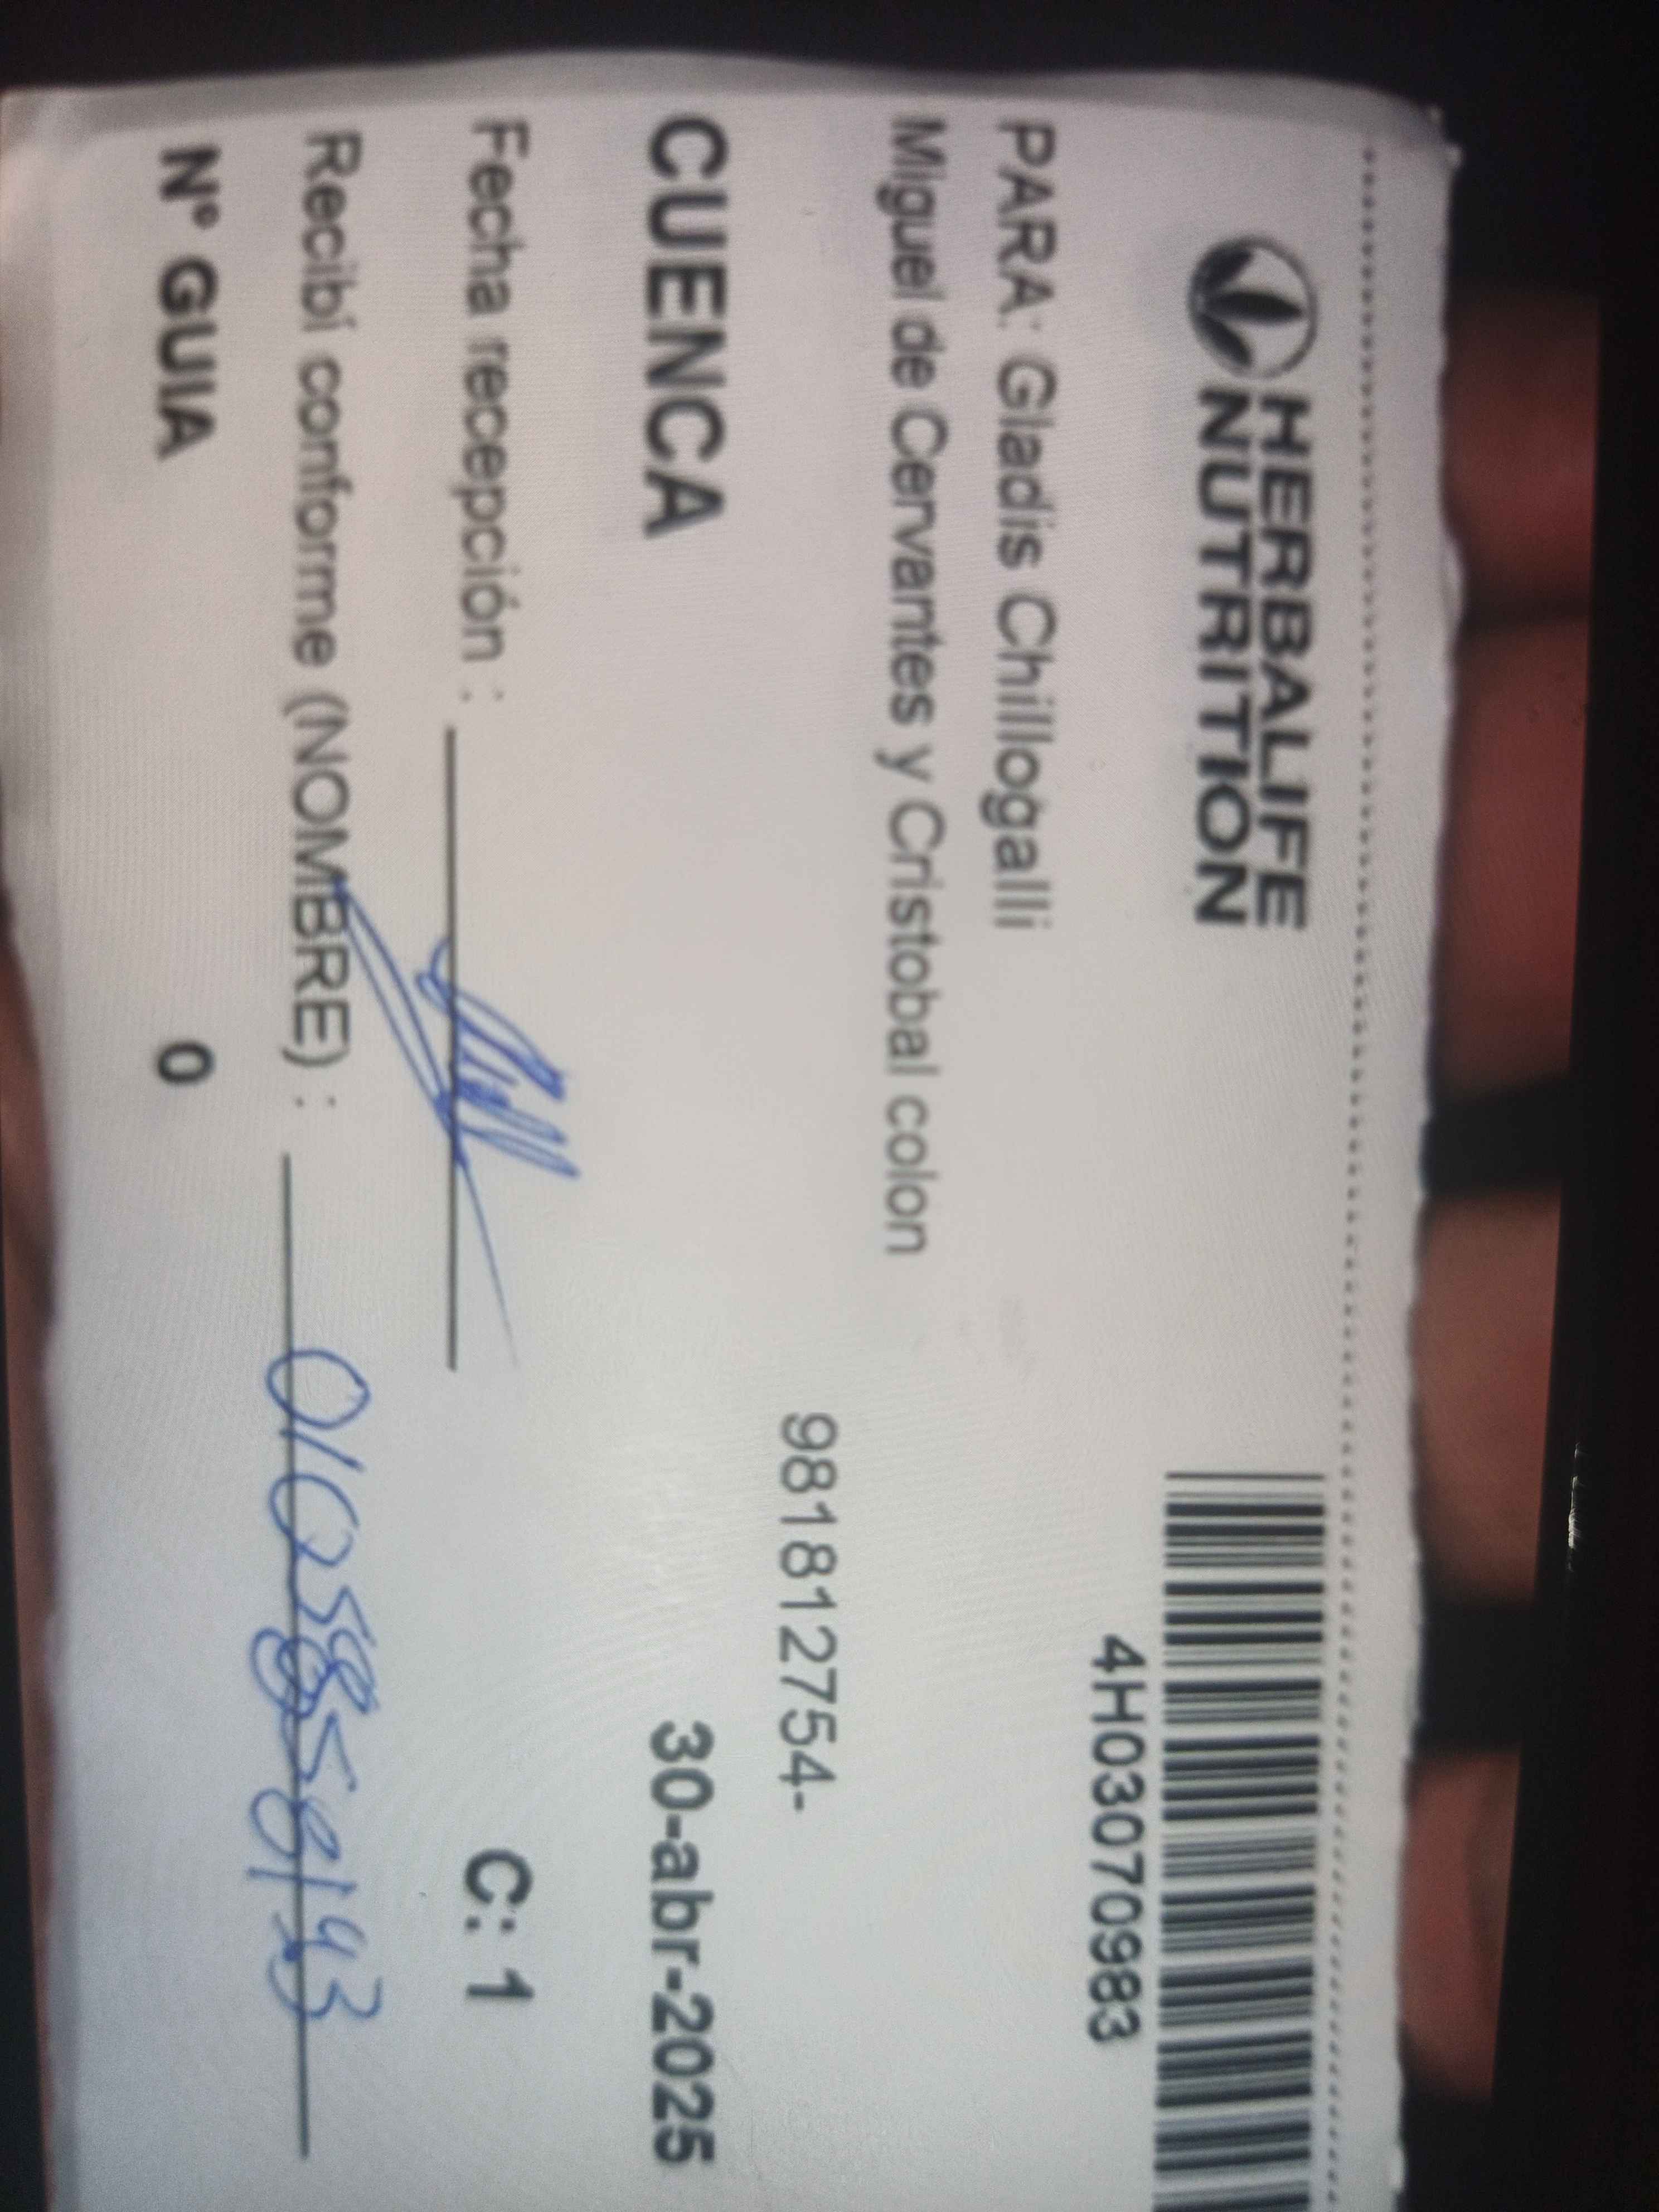 HERBALIFE
NUTRITION
4H03070983
PARA: Gladis Chillogalli
Miguel de Cervantes y Cristobal colon
981812754-
CUENCA 30-abr-2025
Fecha recepción : C: 1
Recibí conforme (NOMBRE) :
N° GUIA 0